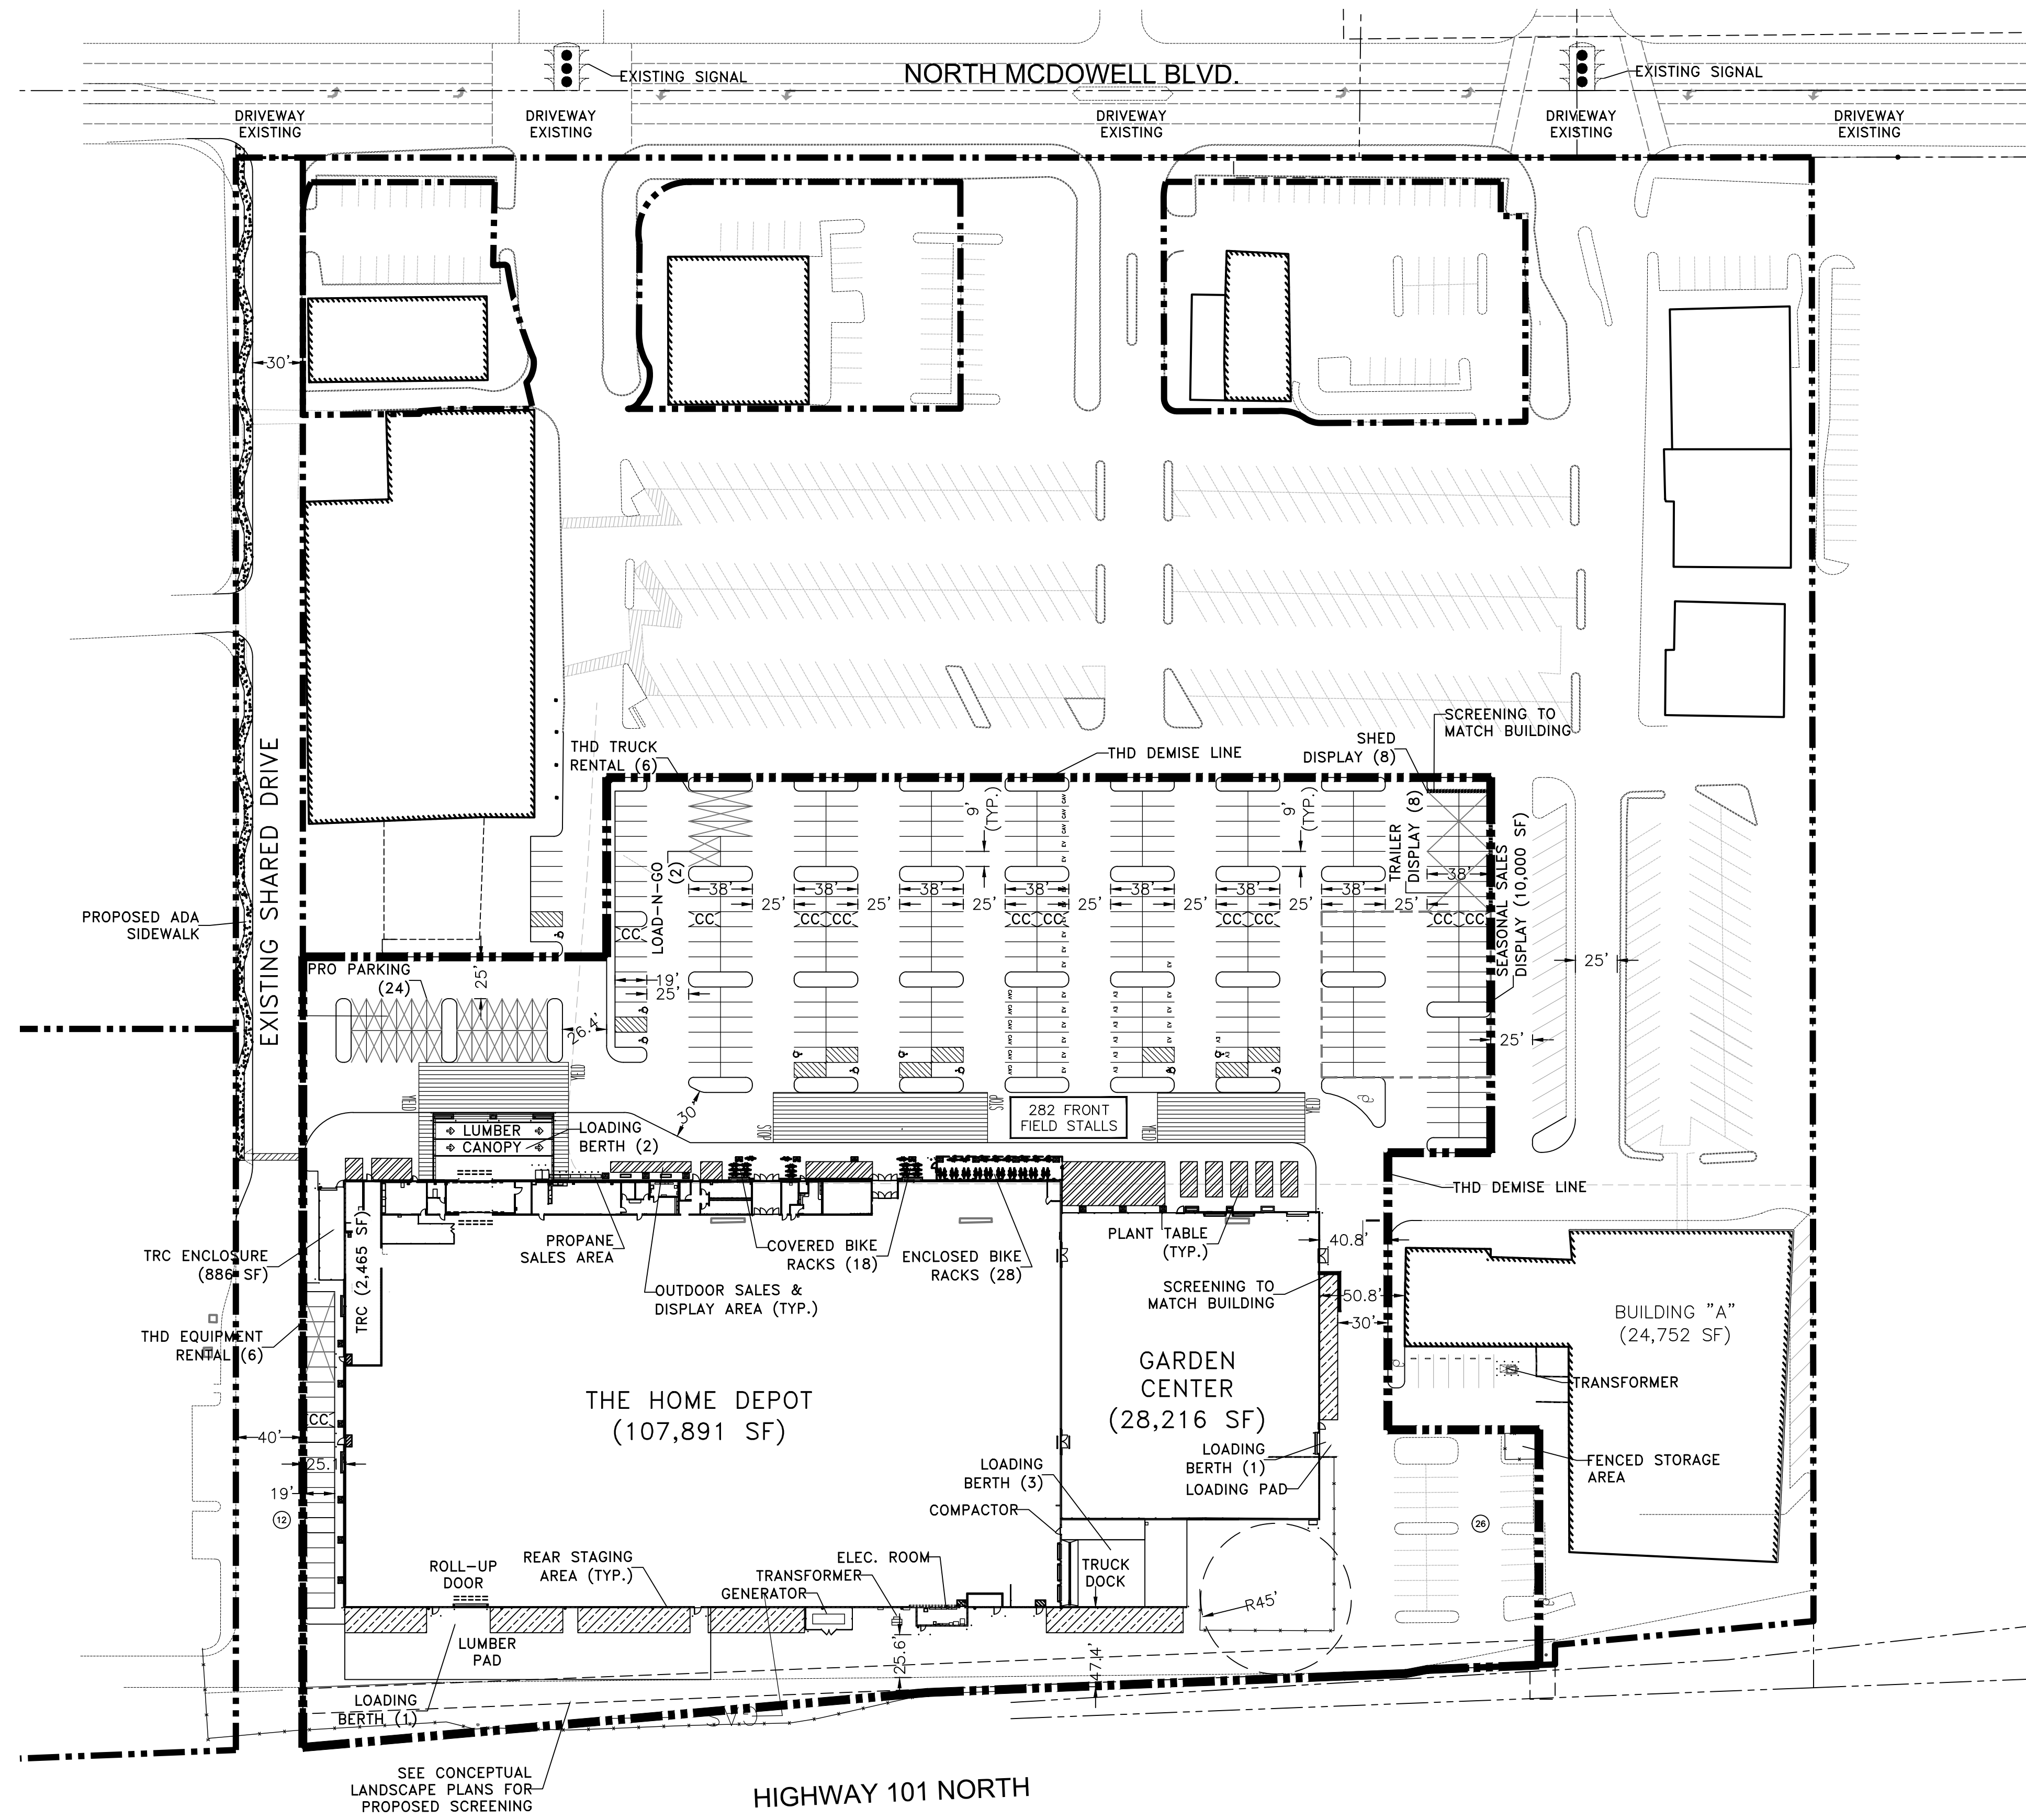 NORTH MCDOWELL BLVD.
EXISTING SIGNAL
EXISTING SIGNAL
DRIVEWAY
EXISTING
DRIVEWAY
EXISTING
DRIVEWAY
EXISTING
DRIVEWAY
EXISTING
DRIVEWAY
EXISTING
30'
EXISTING SHARED DRIVE
PROPOSED ADA
SIDEWALK
THD TRUCK
RENTAL (6)
THD DEMISE LINE
SHED
DISPLAY (8)
SCREENING TO
MATCH BUILDING
9'
(TYP.)
9'
(TYP.)
TRAILER
DISPLAY (8)
SEASONAL SALES
DISPLAY (10,000 SF)
LOAD-N-GO
(2)
38'
38'
38'
38'
38'
38'
38'
38'
25'
25'
25'
25'
25'
25'
25'
CC
CC
CC CC
CC CC
CC CC
CC CC
PRO PARKING
(24)
25'
19'
25'
26.4'
25'
25'
30'
YIELD
YIELD
STOP
STOP
YIELD
YIELD
282 FRONT
FIELD STALLS
LUMBER
CANOPY
LOADING
BERTH (2)
THD DEMISE LINE
TRC ENCLOSURE
(886 SF)
TRC (2,465 SF)
PROPANE
SALES AREA
OUTDOOR SALES &
DISPLAY AREA (TYP.)
COVERED BIKE
RACKS (18)
ENCLOSED BIKE
RACKS (28)
PLANT TABLE
(TYP.)
40.8'
SCREENING TO
MATCH BUILDING
50.8'
30'
BUILDING "A"
(24,752 SF)
TRANSFORMER
THD EQUIPMENT
RENTAL (6)
THE HOME DEPOT
(107,891 SF)
GARDEN
CENTER
(28,216 SF)
CC
40'
25.1'
19'
12
LOADING
BERTH (1)
LOADING PAD
LOADING
BERTH (3)
COMPACTOR
FENCED STORAGE
AREA
26
ROLL-UP
DOOR
REAR STAGING
AREA (TYP.)
ELEC. ROOM
TRANSFORMER
GENERATOR
TRUCK
DOCK
R45'
LUMBER
PAD
25.6'
47.4'
LOADING
BERTH (1)
SEE CONCEPTUAL
LANDSCAPE PLANS FOR
PROPOSED SCREENING
HIGHWAY 101 NORTH